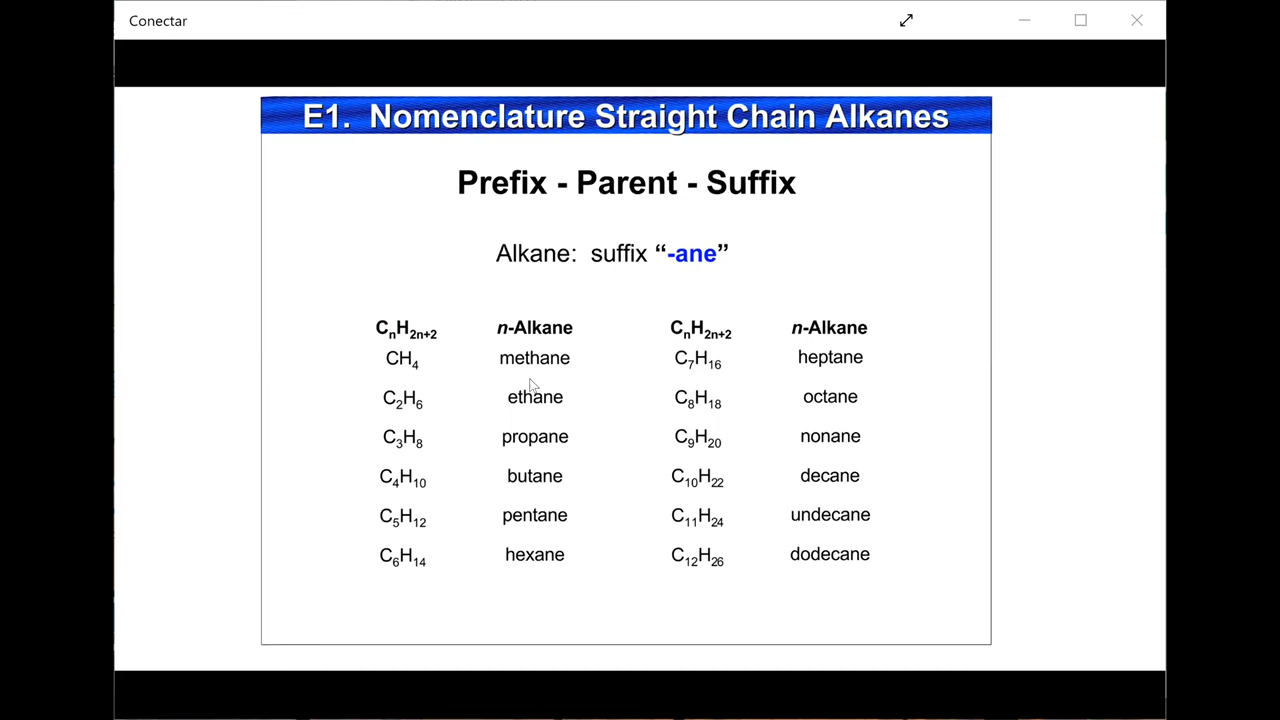 Conectar
E1. Nomenclature Straight Chain Alkanes
Prefix - Parent - Suffix
Alkane: suffix “-ane”
CₙH₂ₙ₊₂ n-Alkane CₙH₂ₙ₊₂ n-Alkane
CH₄ methane C₇H₁₆ heptane
C₂H₆ ethane C₈H₁₈ octane
C₃H₈ propane C₉H₂₀ nonane
C₄H₁₀ butane C₁₀H₂₂ decane
C₅H₁₂ pentane C₁₁H₂₄ undecane
C₆H₁₄ hexane C₁₂H₂₆ dodecane